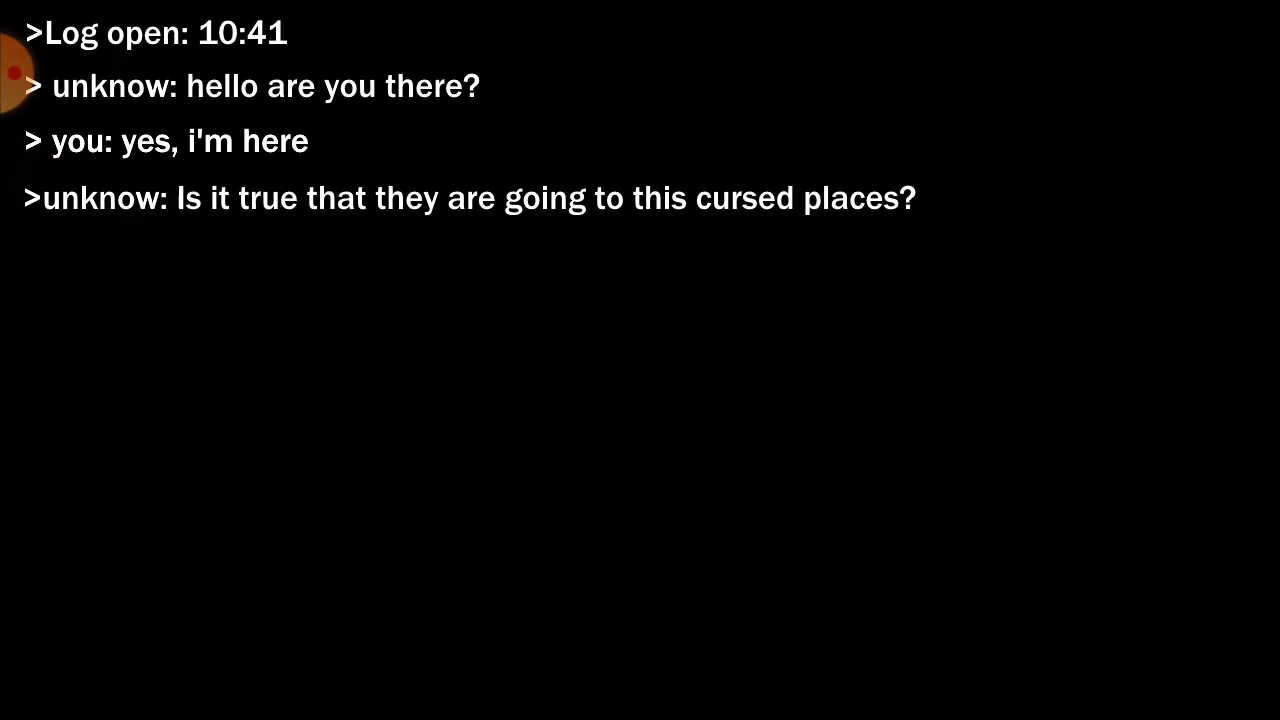 >Log open: 10:41
> unknow: hello are you there?
> you: yes, i'm here
>unknow: Is it true that they are going to this cursed places?